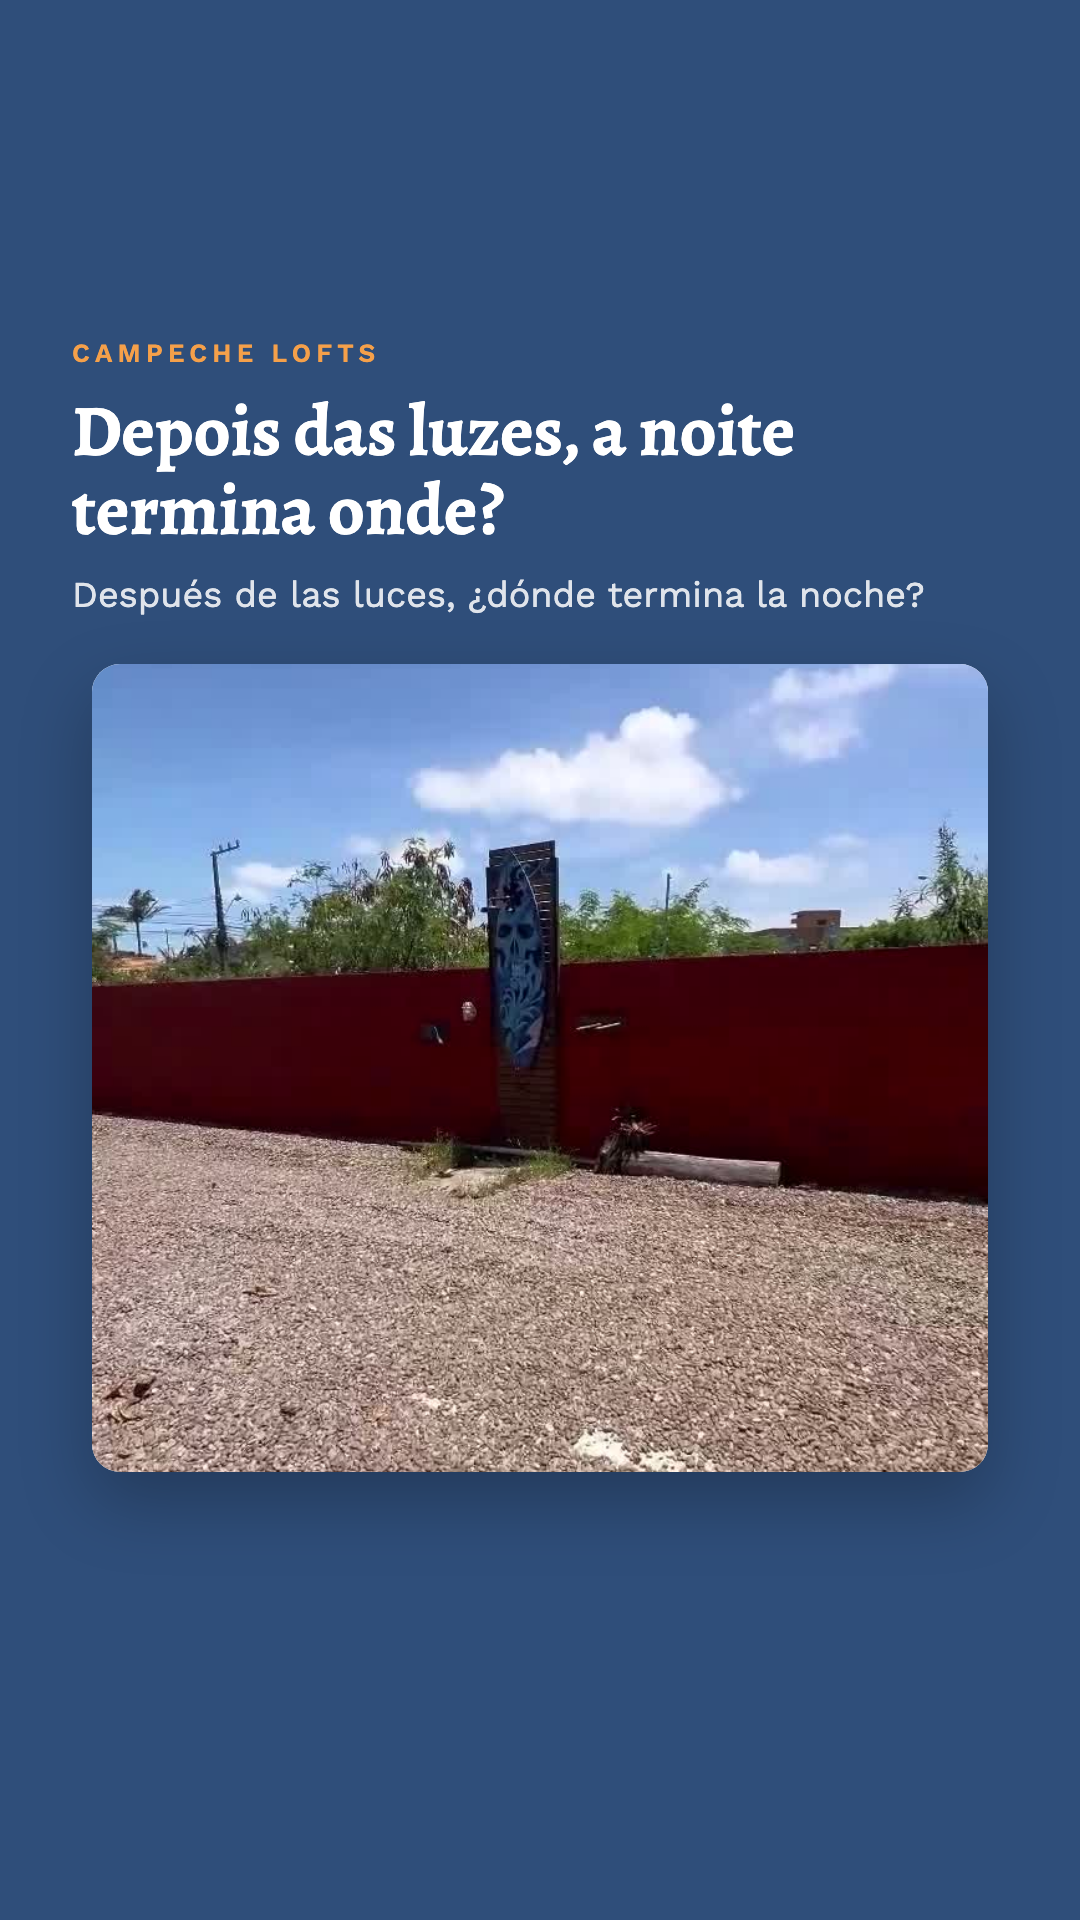 CAMPECHE LOFTS
Depois das luzes, a noite
termina onde?
Después de las luces, ¿dónde termina la noche?